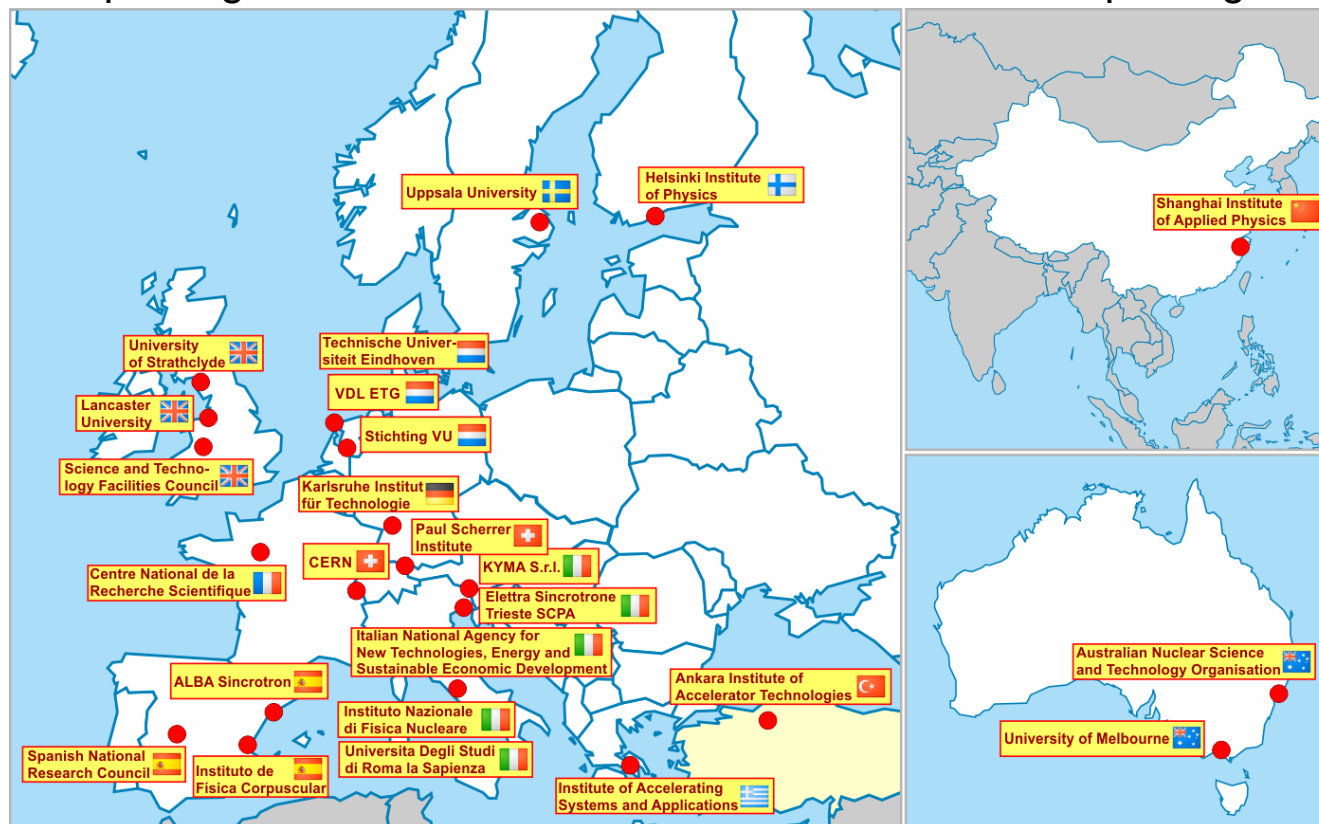 Uppsala University
Helsinki Institute
of Physics
Shanghai Institute
of Applied Physics
University
of Strathclyde
Technische Univer-
siteit Eindhoven
VDL ETG
Lancaster
University
Stichting VU
Science and Techno-
logy Facilities Council
Karlsruhe Institut
für Technologie
Paul Scherrer
Institute
CERN
KYMA S.r.l.
Centre National de la
Recherche Scientifique
Elettra Sincrotrone
Trieste SCPA
Italian National Agency for
New Technologies, Energy and
Sustainable Economic Development
ALBA Sincrotron
Ankara Institute of
Accelerator Technologies
Instituto Nazionale
di Fisica Nucleare
Universita Degli Studi
di Roma la Sapienza
Spanish National
Research Council
Instituto de
Física Corpuscular
Institute of Accelerating
Systems and Applications
Australian Nuclear Science
and Technology Organisation
University of Melbourne